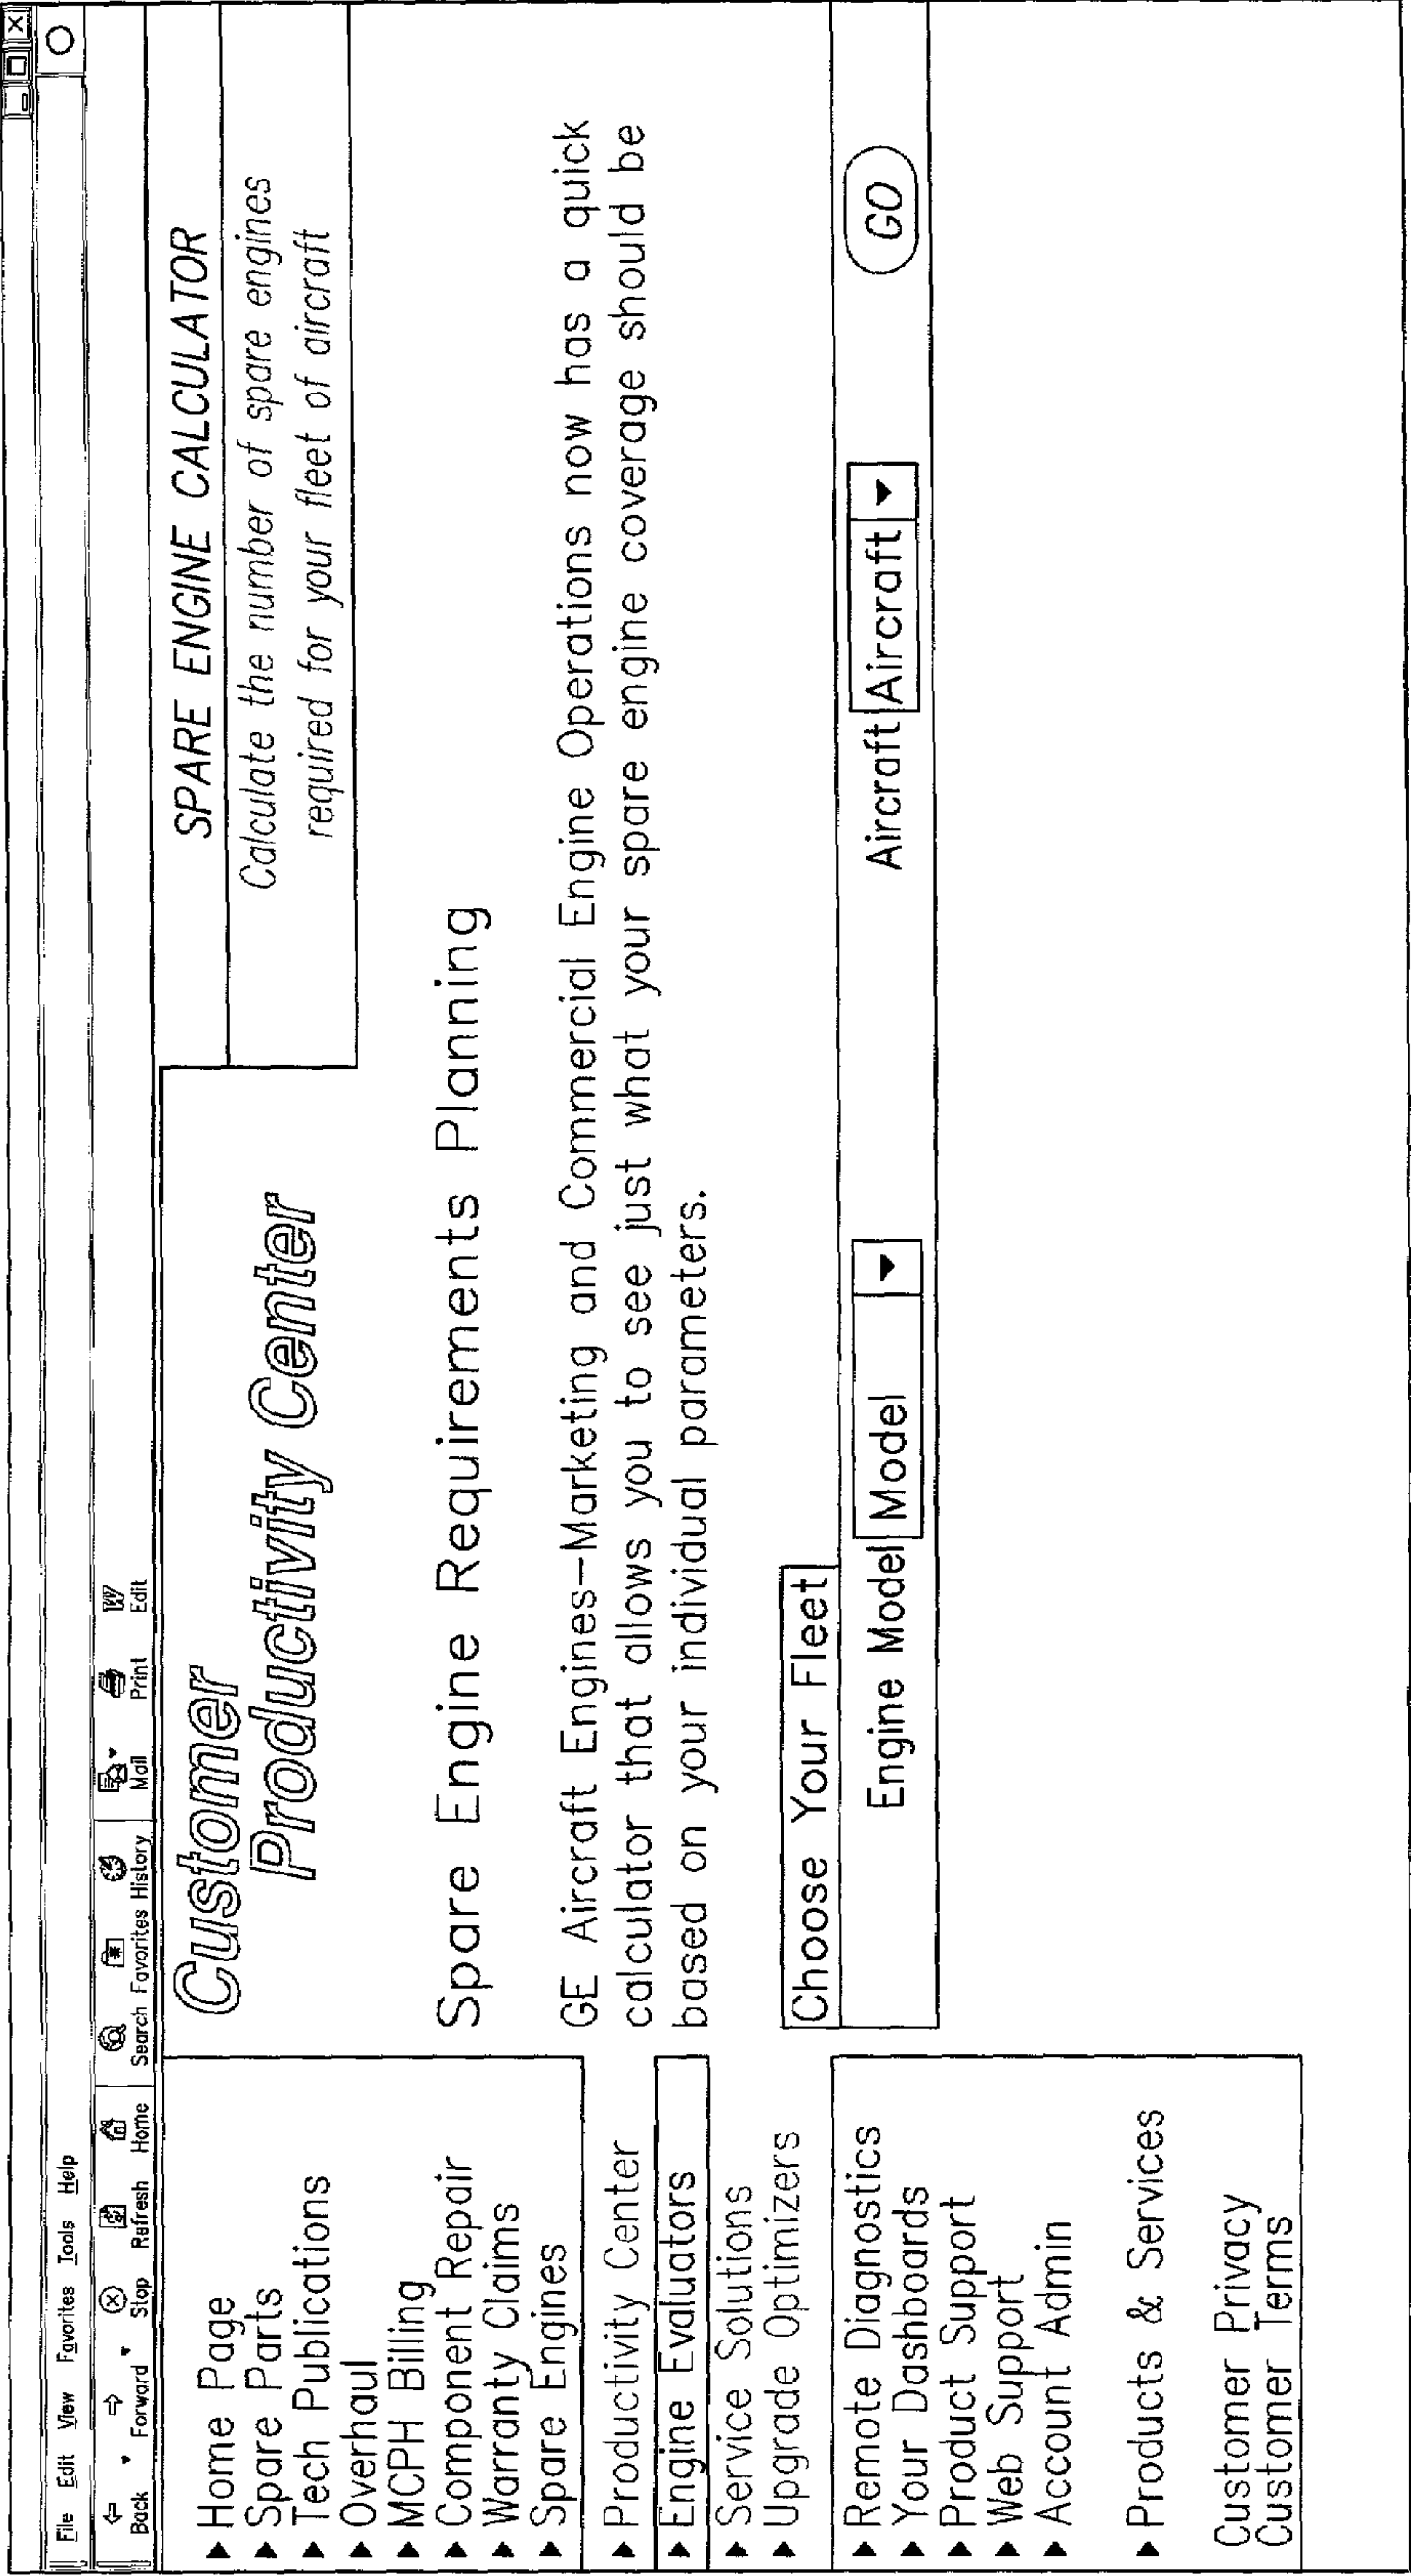 File Edit View Favorites Tools Help
Back Forward Stop Refresh Home Search Favorites History Mail Print Edit
Customer
Productivity Center
SPARE ENGINE CALCULATOR
Calculate the number of spare engines
required for your fleet of aircraft
Home Page
Spare Parts
Tech Publications
Overhaul
MCPH Billing
Component Repair
Warranty Claims
Spare Engines
Productivity Center
Engine Evaluators
Service Solutions
Upgrade Optimizers
Remote Diagnostics
Your Dashboards
Product Support
Web Support
Account Admin
Products & Services
Customer Privacy
Customer Terms
Spare Engine Requirements Planning
GE Aircraft Engines-Marketing and Commercial Engine Operations now has a quick
calculator that allows you to see just what your spare engine coverage should be
based on your individual parameters.
Choose Your Fleet
Engine Model Model Aircraft Aircraft GO